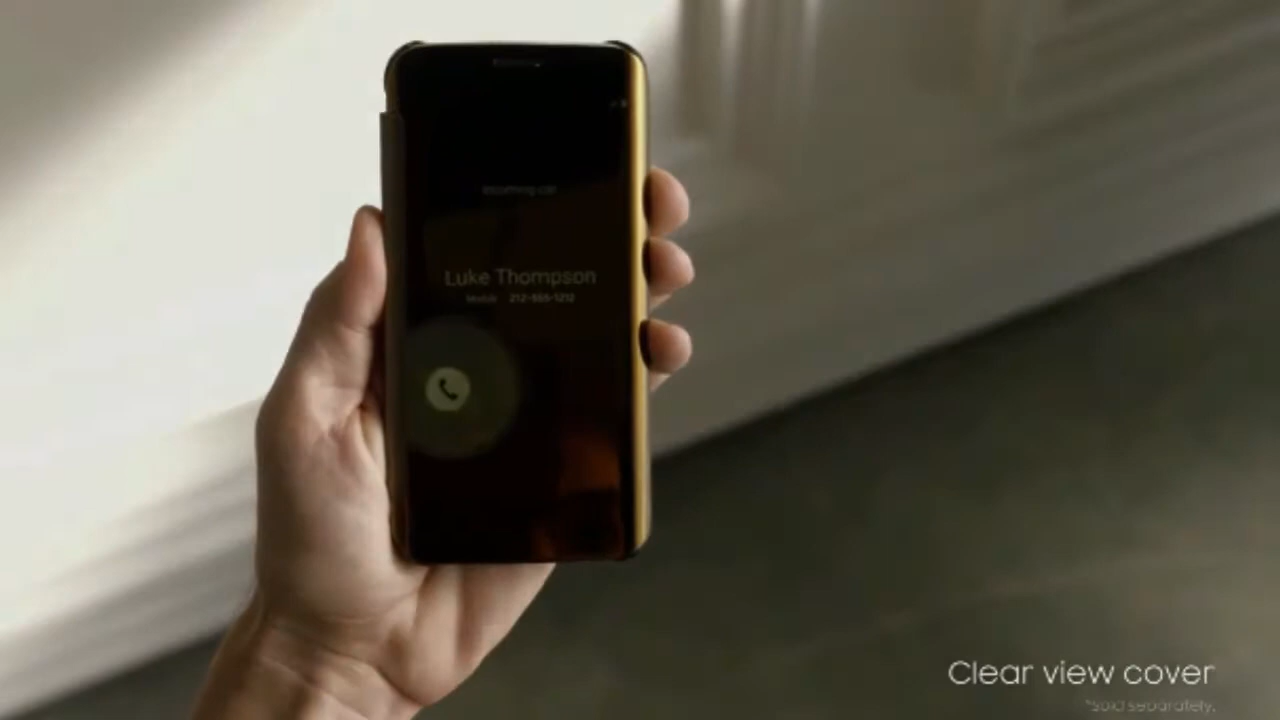 Incoming call
Luke Thompson
Mobile 212-555-1212
Clear view cover
*Sold separately.